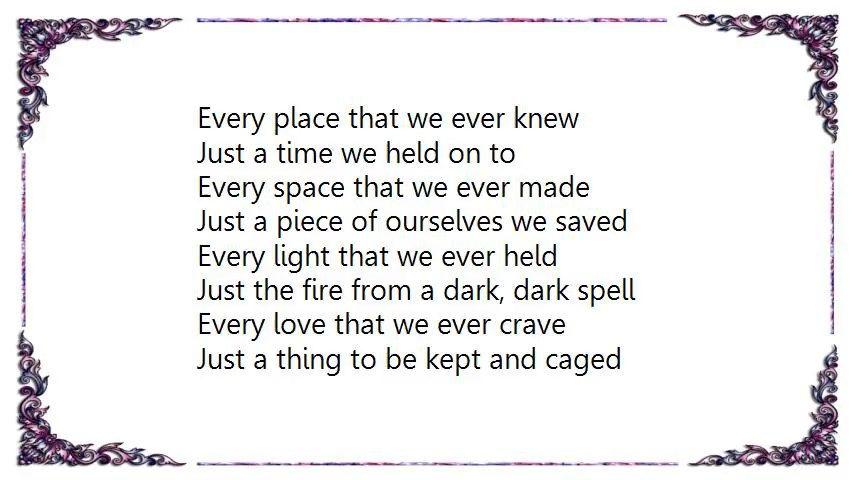 Every place that we ever knew
Just a time we held on to
Every space that we ever made
Just a piece of ourselves we saved
Every light that we ever held
Just the fire from a dark, dark spell
Every love that we ever crave
Just a thing to be kept and caged